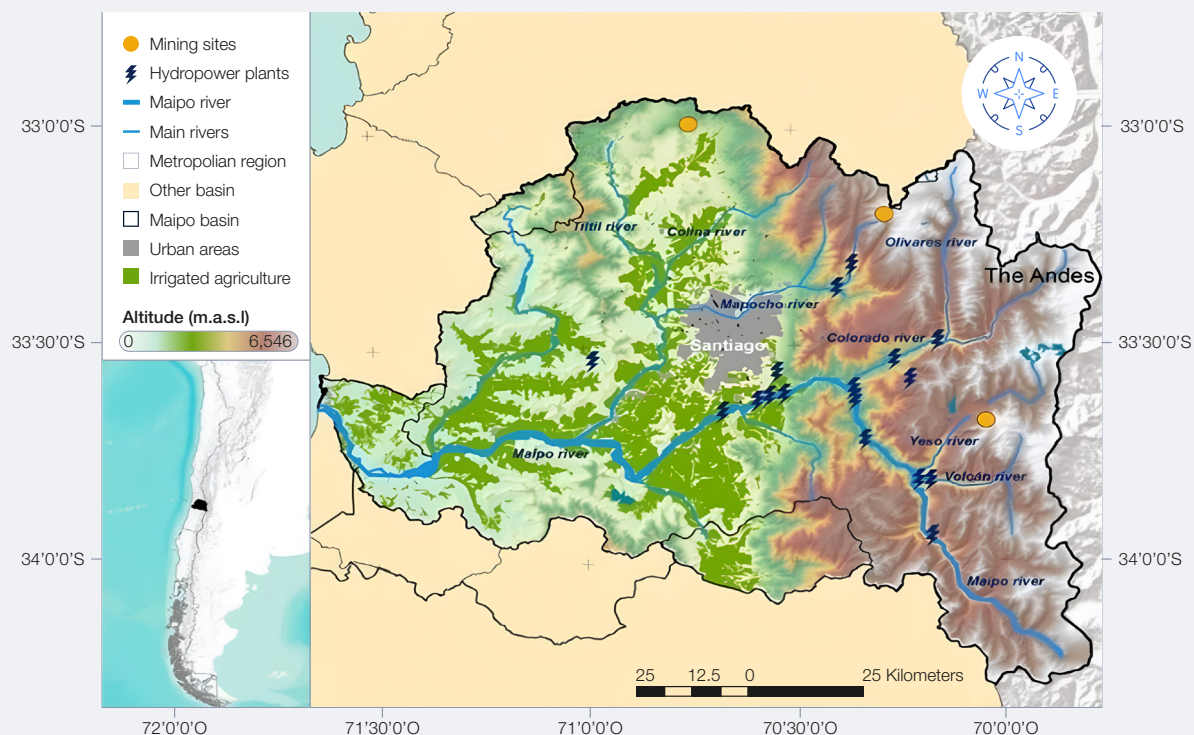 Mining sites
Hydropower plants
Maipo river
Main rivers
Metropolian region
Other basin
Maipo basin
Urban areas
Irrigated agriculture
Altitude (m.a.s.l)
0 6,546
N
W E
S
33'0'0'S 33'0'0'S
Tiltil river
Colina river
Olivares river
The Andes
Mapocho river
Colorado river
Santiago
33'5'0'S 33'5'0'S
Yeso river
Maipo river
Volcán river
34'0'0'S 34'0'0'S
Maipo river
25 12.5 0 25 Kilometers
72'0'0'O 71'30'0'O 71'0'0'O 70'30'0'O 70'0'0'O